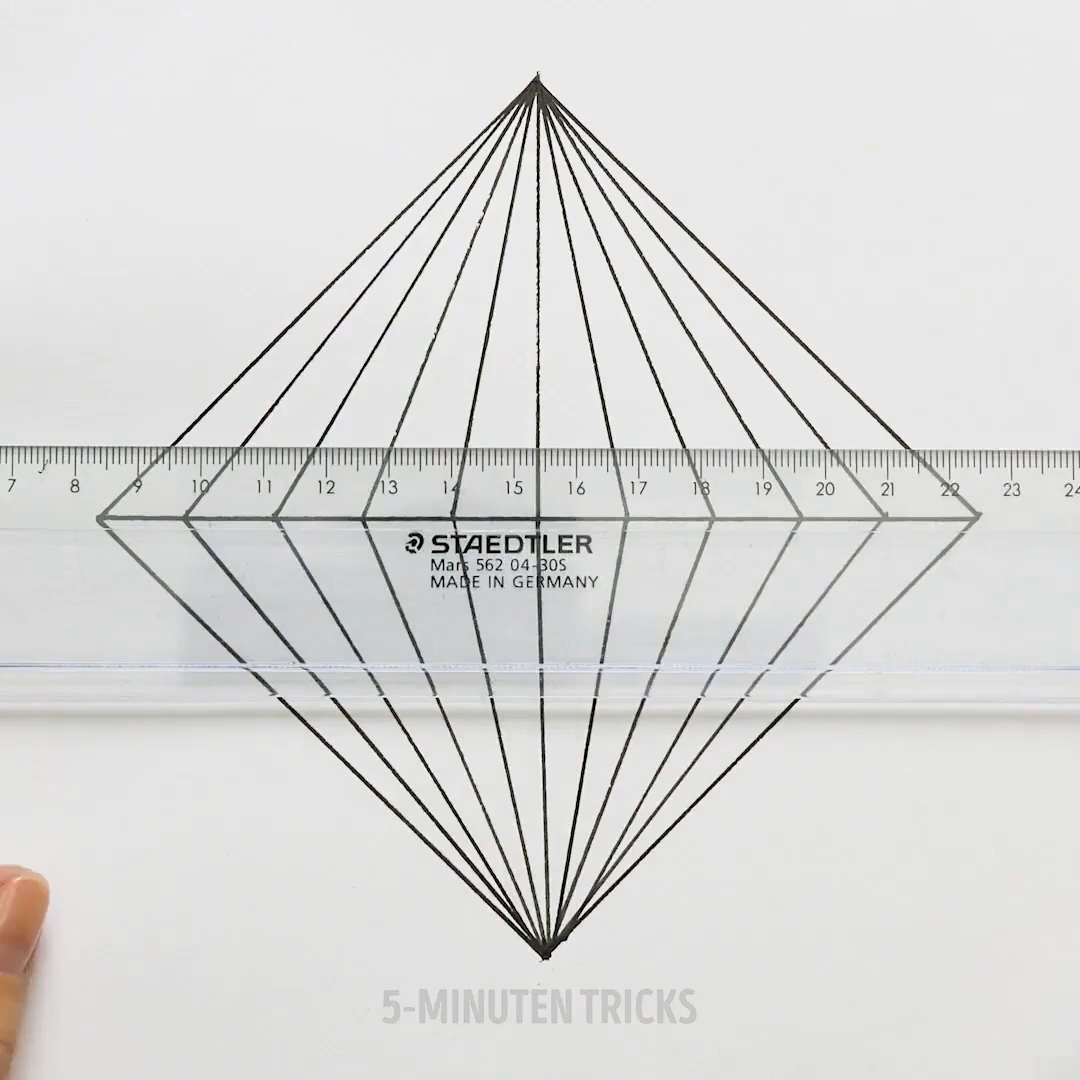 7 8 9 10 11 12 13 14 15 16 17 18 19 20 21 22 23 24
STAEDTLER
Mars 562 04-30S
MADE IN GERMANY
5-MINUTEN TRICKS